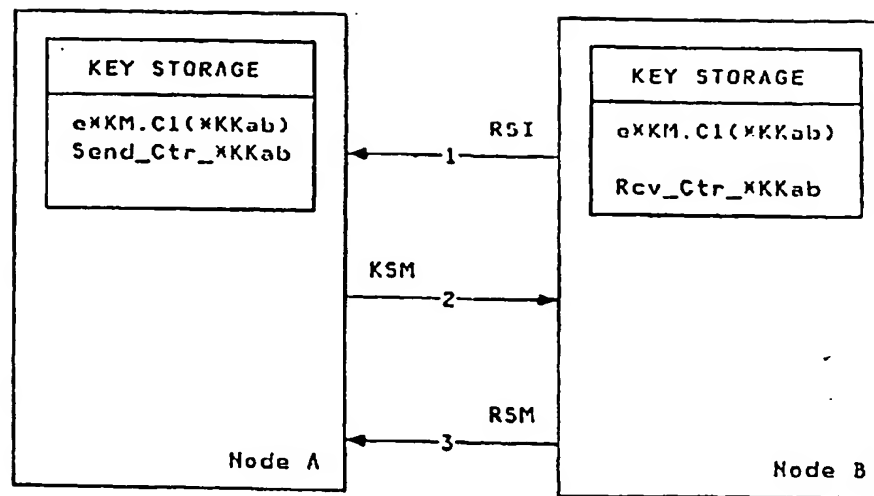 KEY STORAGE
e*KM.C1(*KKab)
Send_Ctr_*KKab
Node A
RSI
1
KSM
2
RSM
3
KEY STORAGE
e*KM.C1(*KKab)
Rcv_Ctr_*KKab
Node B